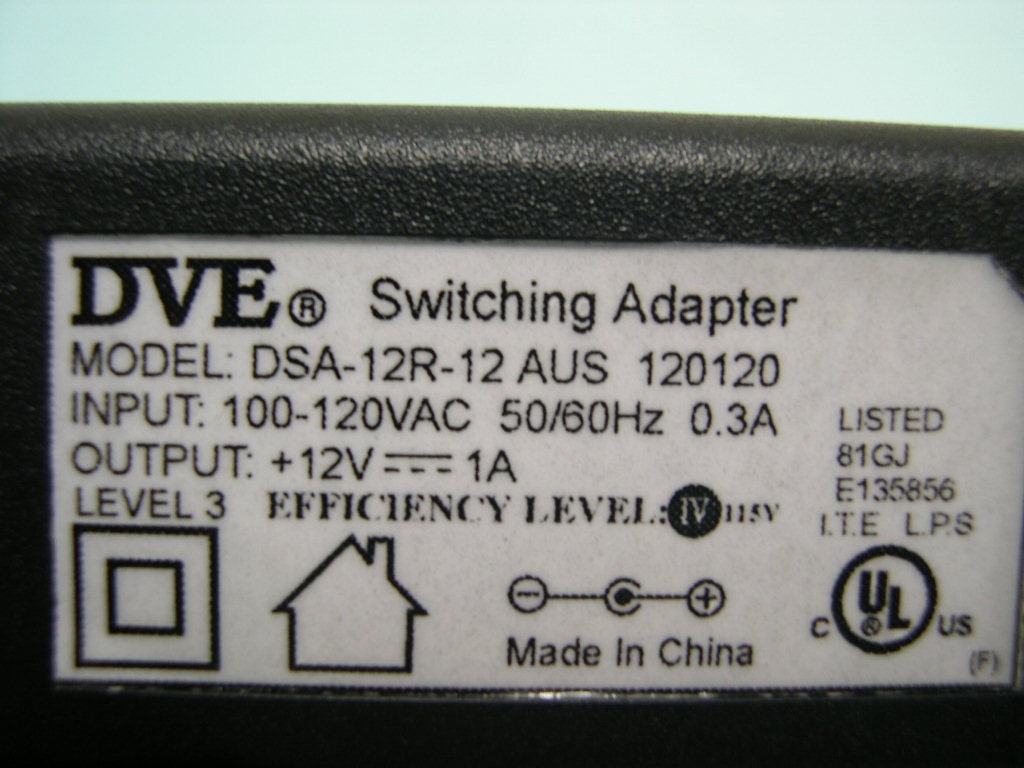 DVE® Switching Adapter
MODEL: DSA-12R-12 AUS 120120
INPUT: 100-120VAC 50/60Hz 0.3A
OUTPUT: +12V 1A
LEVEL 3 EFFICIENCY LEVEL: IV 115V
LISTED
81GJ
E135856
I.T.E L.P.S
C UL® US
Made In China
(F)